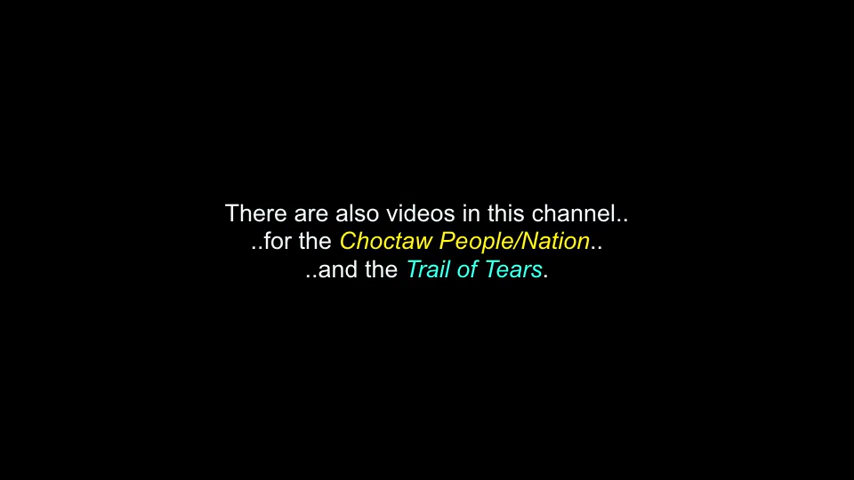 There are also videos in this channel..
..for the Choctaw People/Nation..
..and the Trail of Tears.